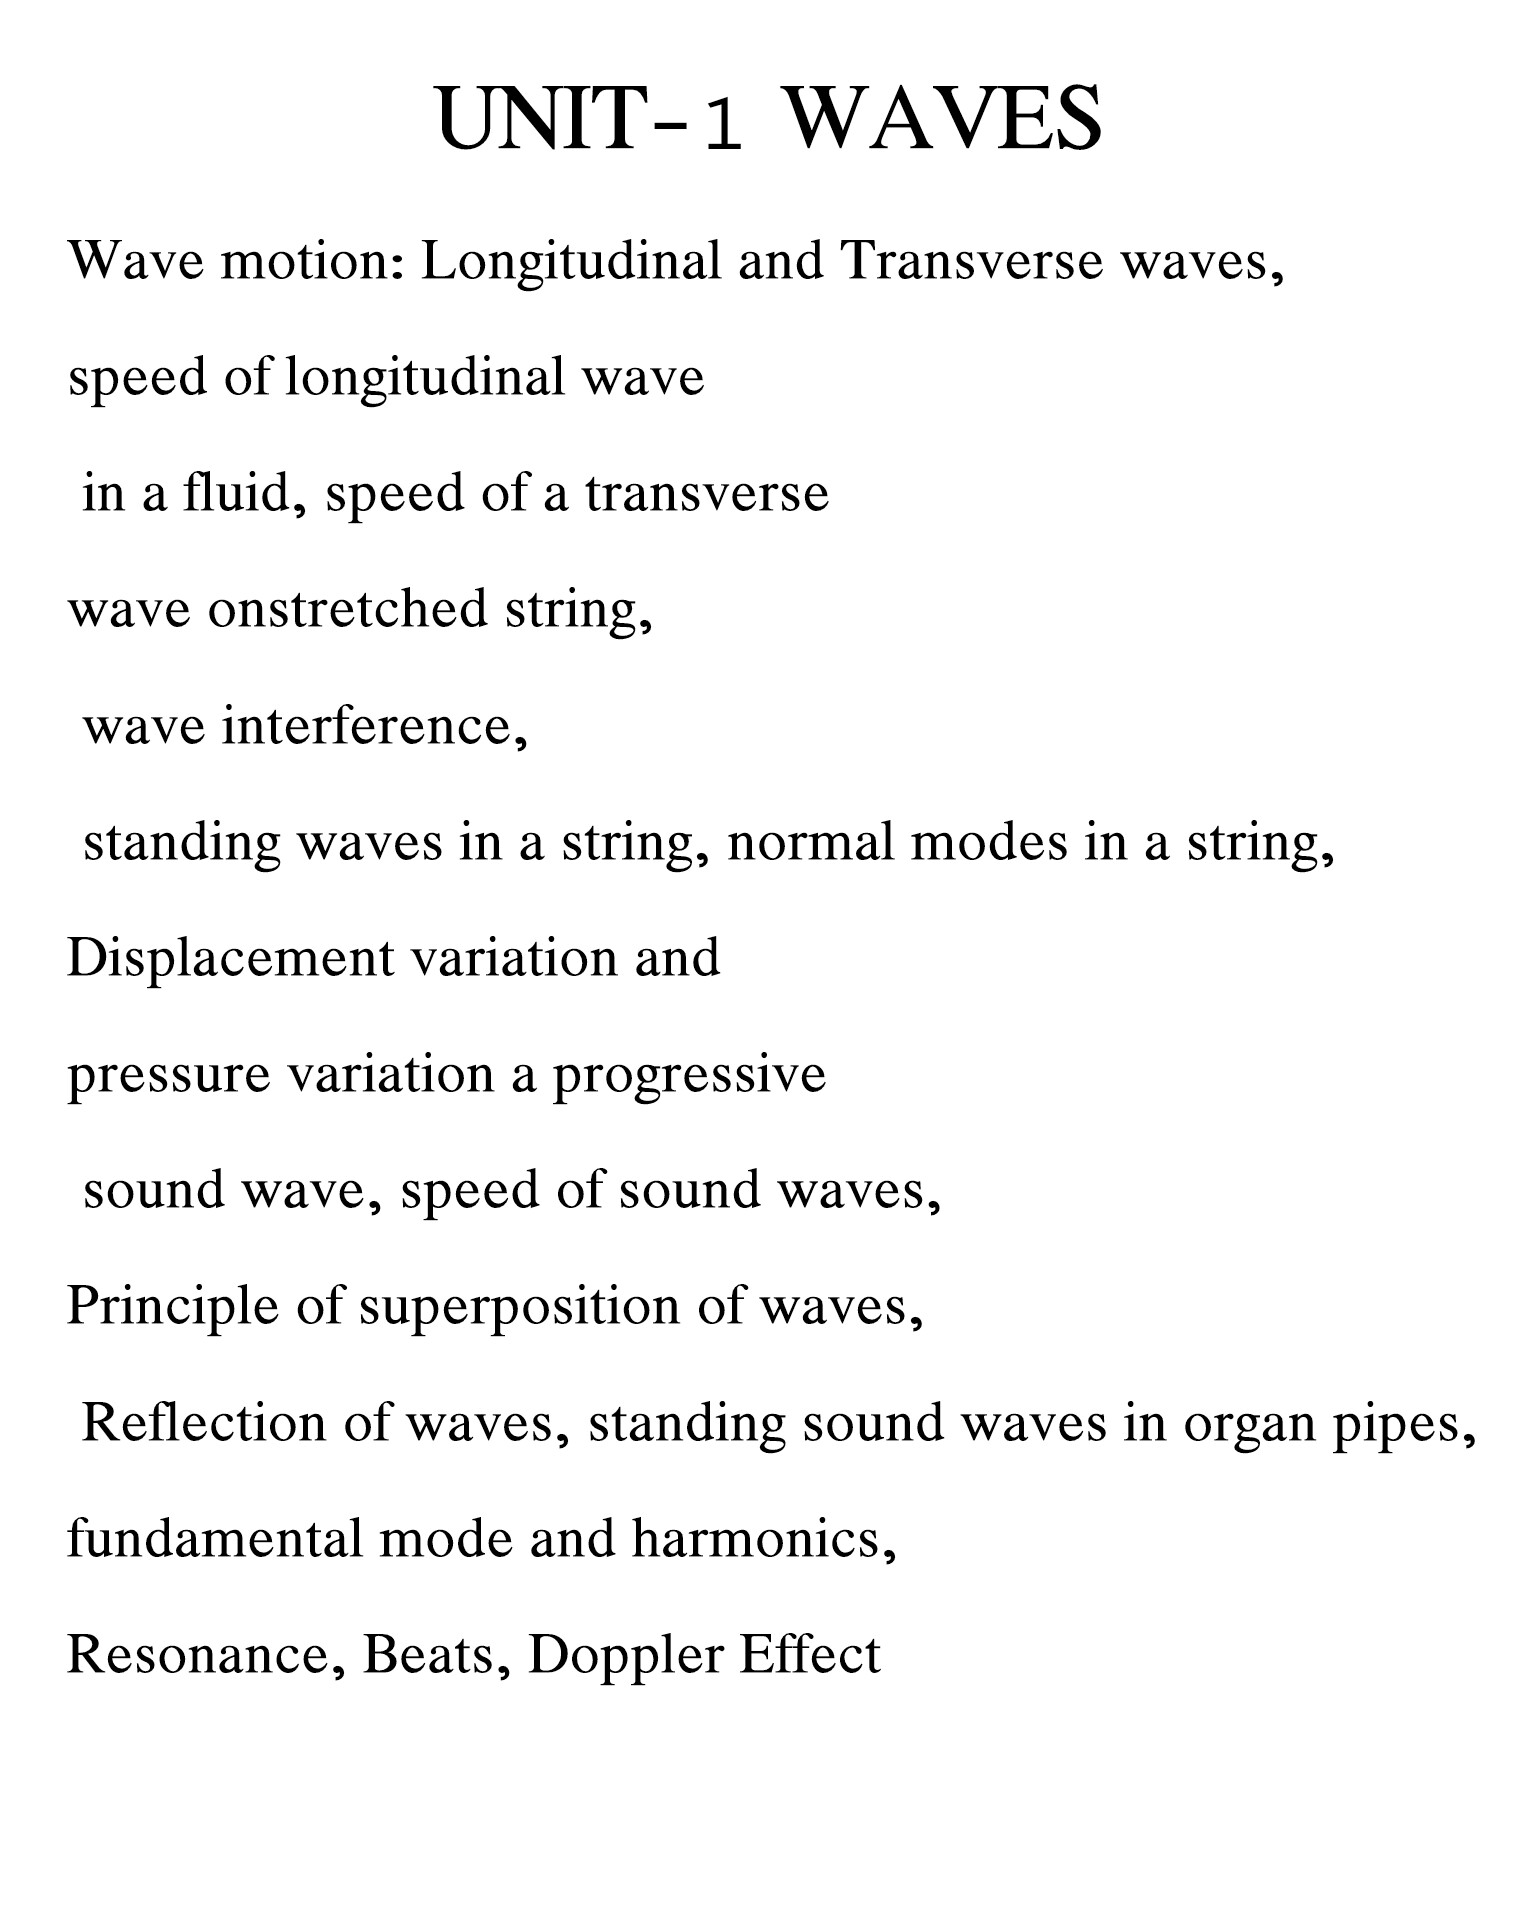 UNIT-1 WAVES
Wave motion: Longitudinal and Transverse waves,
speed of longitudinal wave
in a fluid, speed of a transverse
wave onstretched string,
wave interference,
standing waves in a string, normal modes in a string,
Displacement variation and
pressure variation a progressive
sound wave, speed of sound waves,
Principle of superposition of waves,
Reflection of waves, standing sound waves in organ pipes,
fundamental mode and harmonics,
Resonance, Beats, Doppler Effect